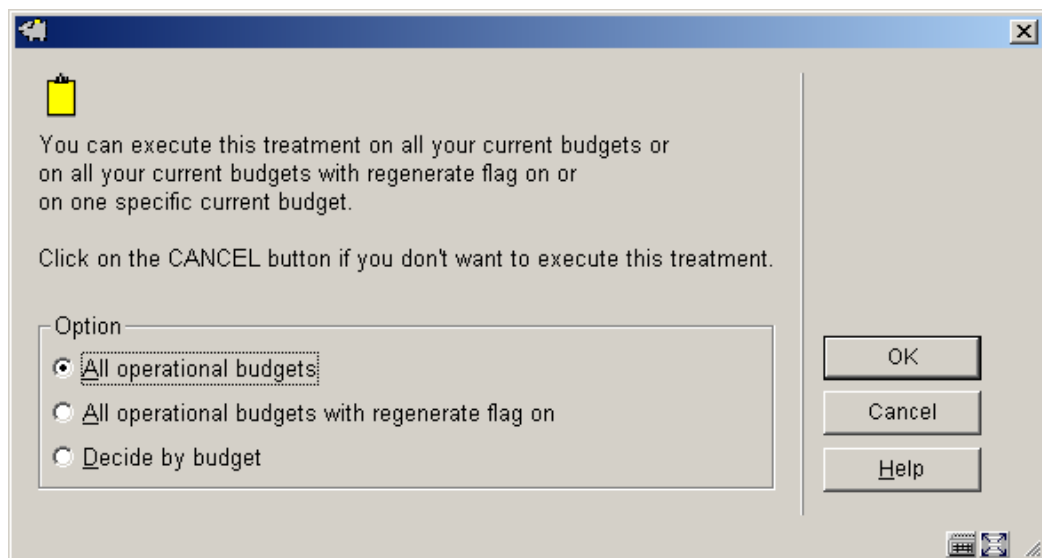 You can execute this treatment on all your current budgets or
on all your current budgets with regenerate flag on or
on one specific current budget.
Click on the CANCEL button if you don't want to execute this treatment.
Option
All operational budgets
All operational budgets with regenerate flag on
Decide by budget
OK
Cancel
Help